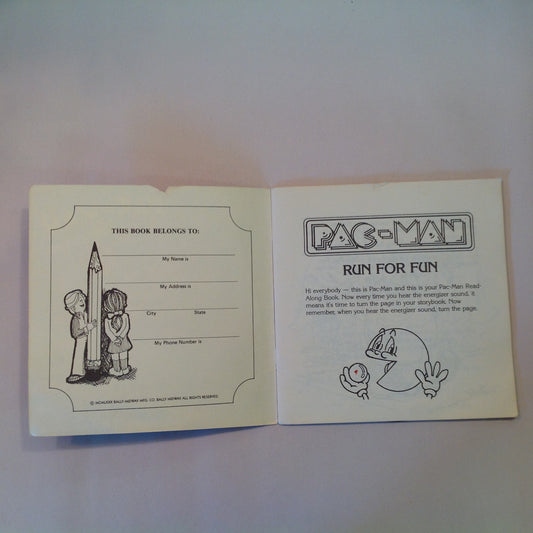 THIS BOOK BELONGS TO:
My Name is
My Address is
City State
My Phone Number is
BALLY MIDWAY MFG. CO. BALLY MIDWAY ALL RIGHTS RESERVED.
PAC-MAN
RUN FOR FUN
Hi everybody — this is Pac-Man and this is your Pac-Man Read-
Along Book. Now every time you hear the energizer sound, it
means it's time to turn the page in your storybook. Now
remember, when you hear the energizer sound, turn the page.